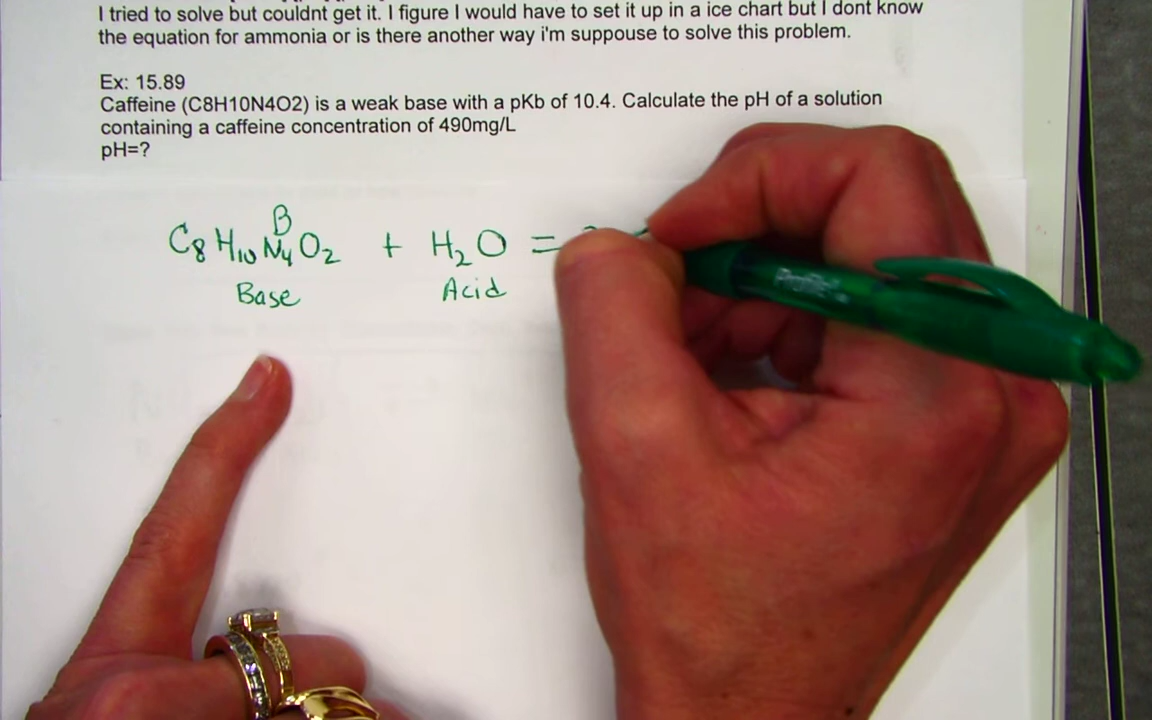 I tried to solve but couldnt get it. I figure I would have to set it up in a ice chart but I dont know
the equation for ammonia or is there another way i'm suppouse to solve this problem.
Ex: 15.89
Caffeine (C8H10N4O2) is a weak base with a pKb of 10.4. Calculate the pH of a solution
containing a caffeine concentration of 490mg/L
pH=?
B
C₈H₁₀N₄O₂ + H₂O =
Base Acid